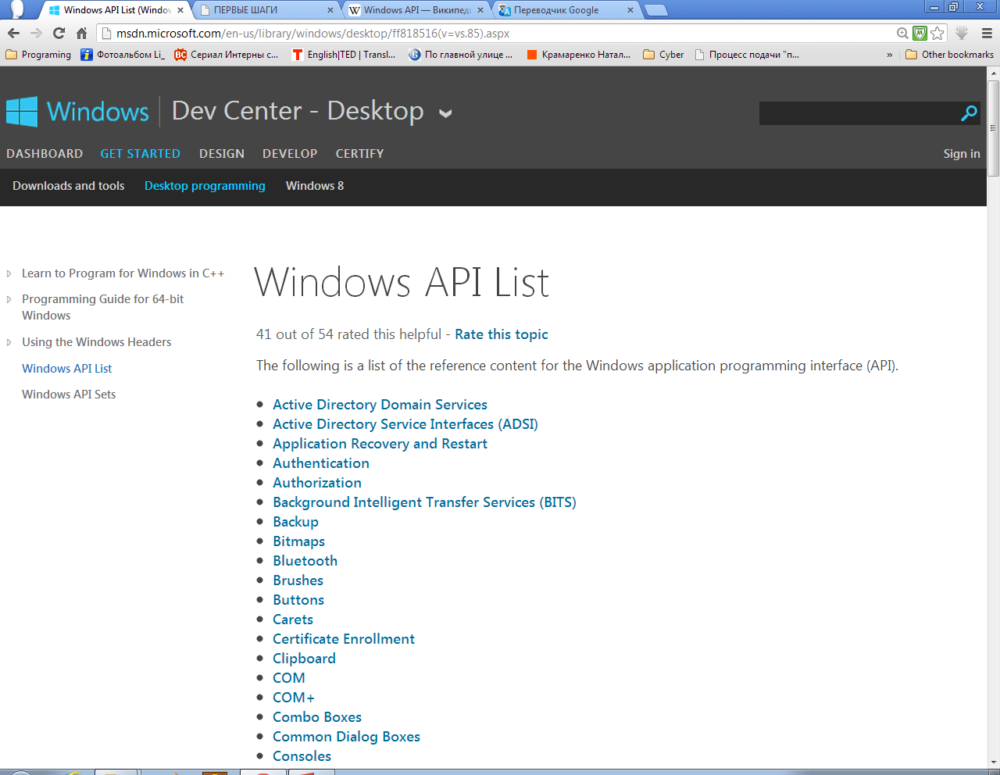 Windows API List (Window
ПЕРВЫЕ ШАГИ
Windows API — Википеди
Переводчик Google
msdn.microsoft.com/en-us/library/windows/desktop/ff818516(v=vs.85).aspx
Programing
Фотоальбом Li_
Сериал Интерны с...
English|TED | Transl...
По главной улице ...
Крамаренко Натал...
Cyber
Процесс подачи "п...
»
Other bookmarks
Windows
Dev Center - Desktop
DASHBOARD GET STARTED DESIGN DEVELOP CERTIFY
Sign in
Downloads and tools Desktop programming Windows 8
Learn to Program for Windows in C++
Programming Guide for 64-bit
Windows
Using the Windows Headers
Windows API List
Windows API Sets
Windows API List
41 out of 54 rated this helpful - Rate this topic
The following is a list of the reference content for the Windows application programming interface (API).
Active Directory Domain Services
Active Directory Service Interfaces (ADSI)
Application Recovery and Restart
Authentication
Authorization
Background Intelligent Transfer Services (BITS)
Backup
Bitmaps
Bluetooth
Brushes
Buttons
Carets
Certificate Enrollment
Clipboard
COM
COM+
Combo Boxes
Common Dialog Boxes
Consoles